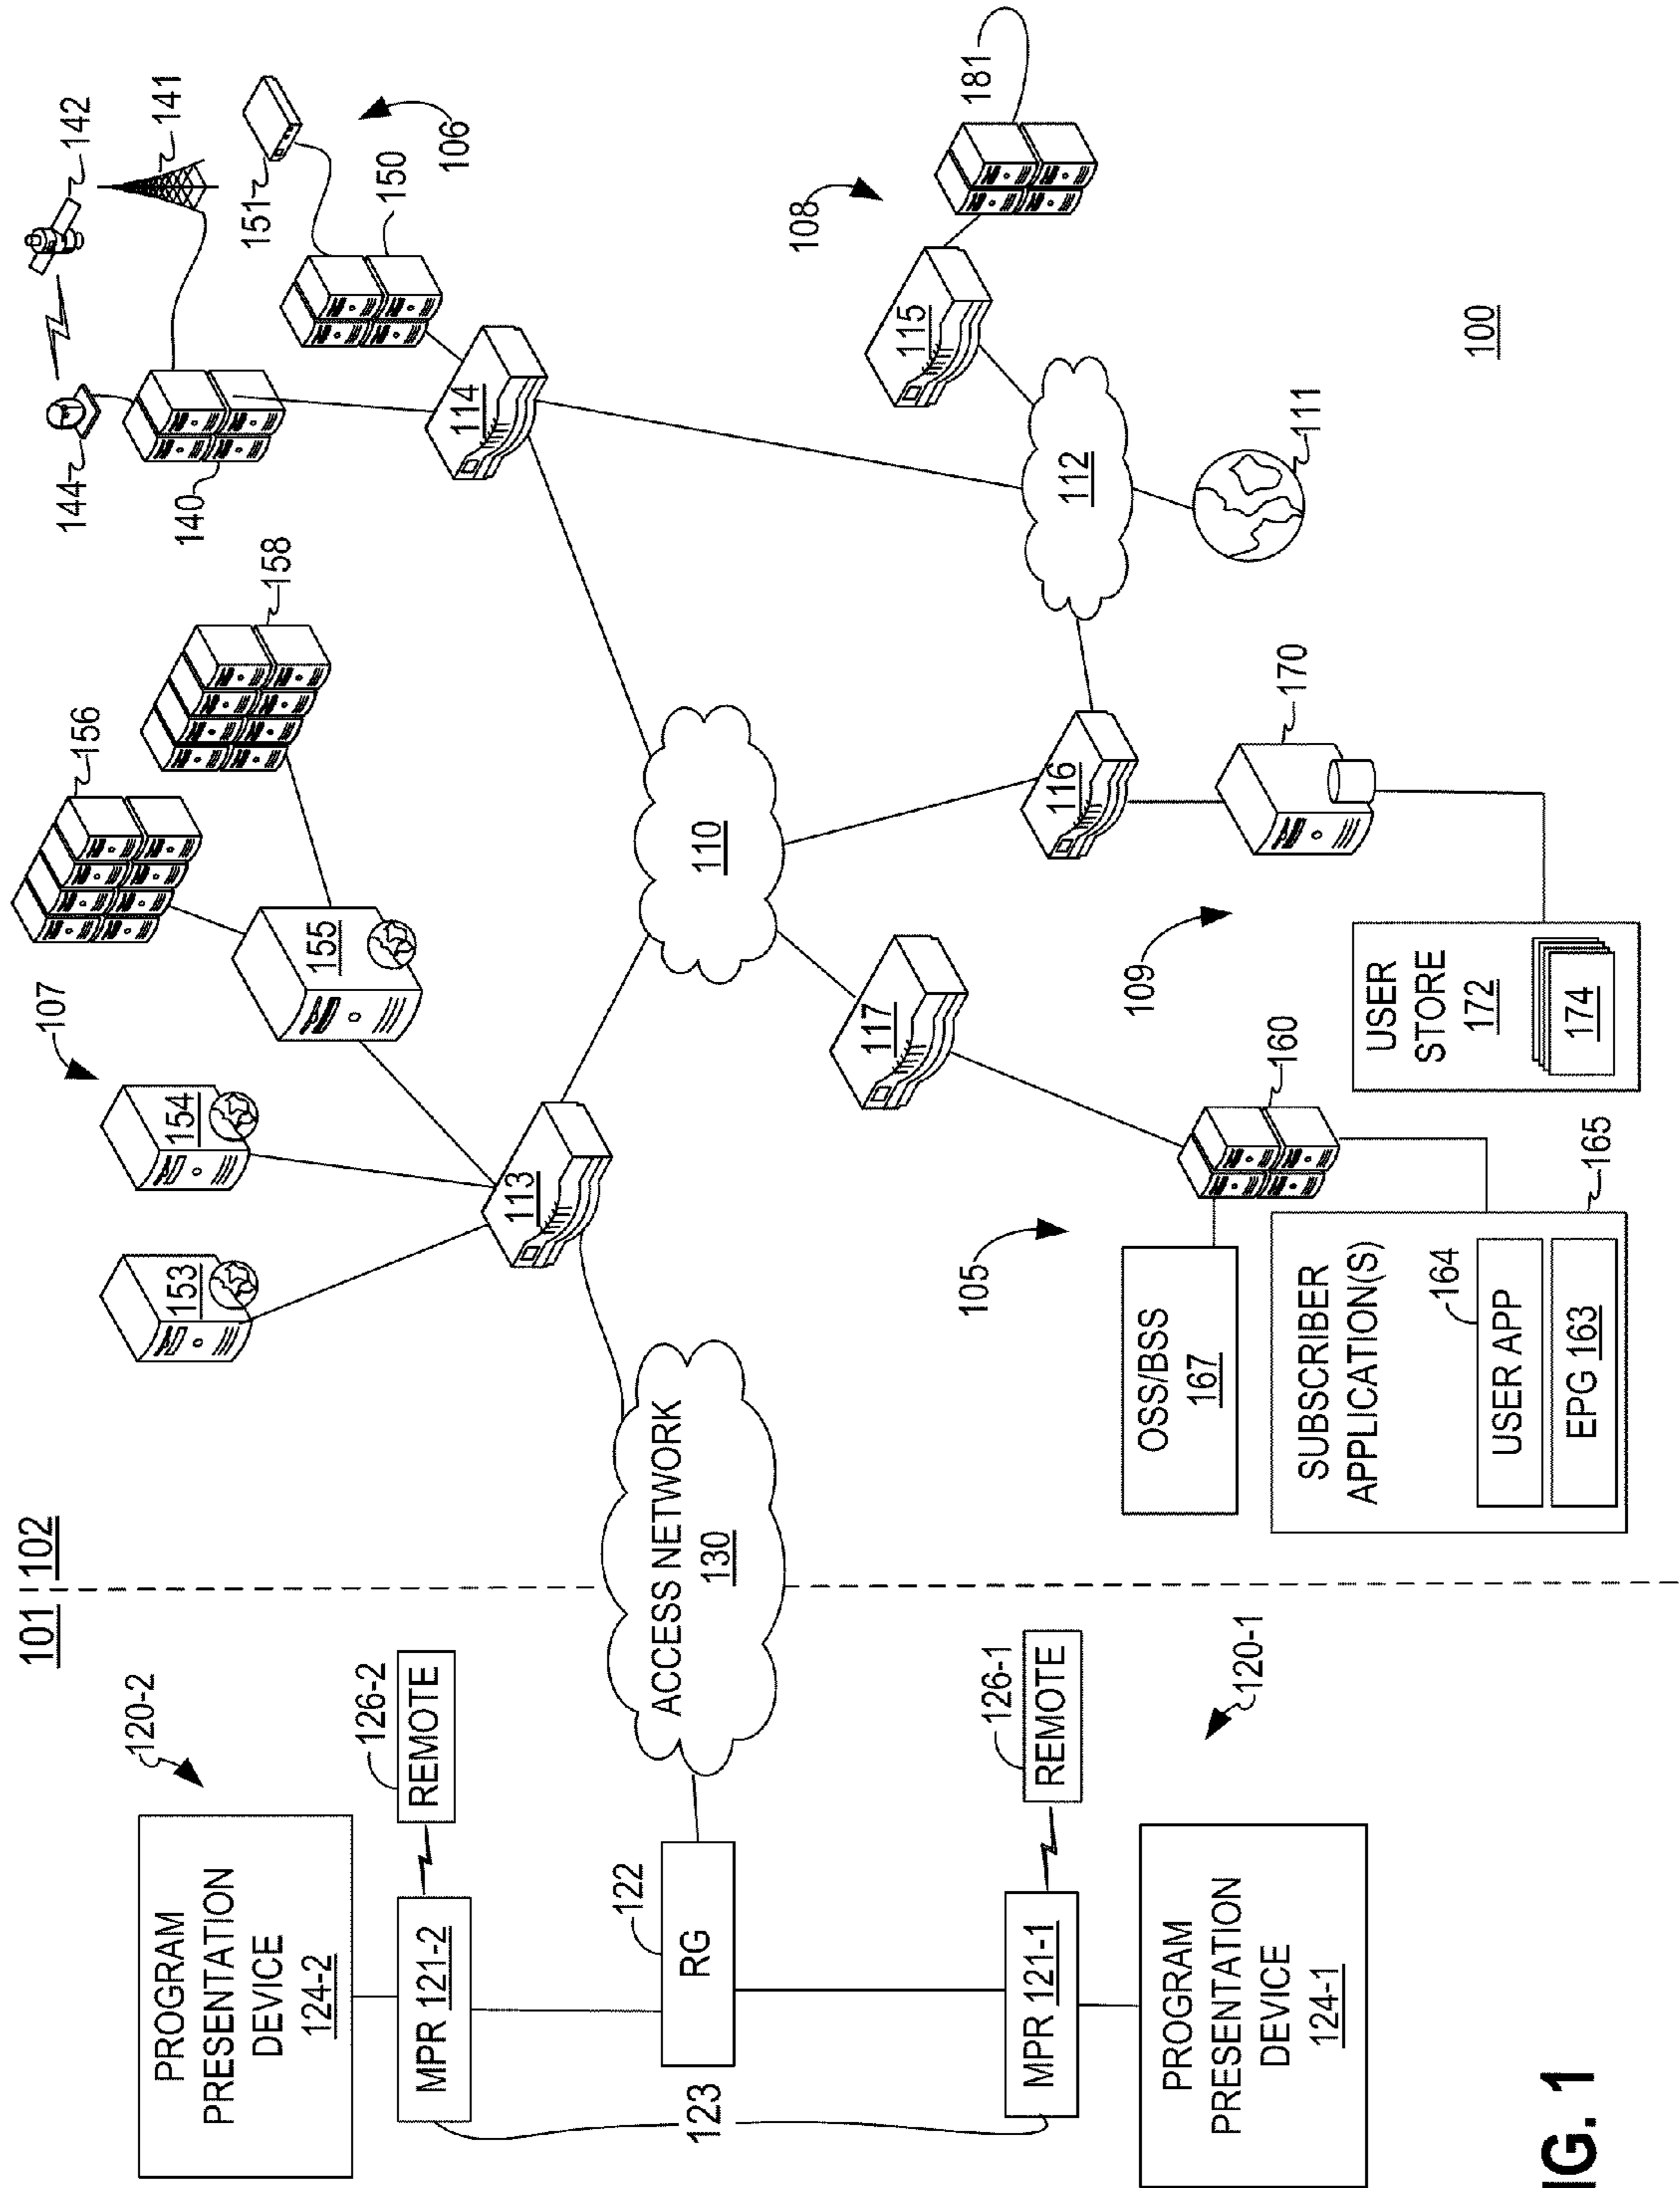 101
102
120-2
PROGRAM
PRESENTATION
DEVICE
124-2
126-2
REMOTE
MPR 121-2
122
RG
123
MPR 121-1
126-1
REMOTE
PROGRAM
PRESENTATION
DEVICE
124-1
120-1
ACCESS NETWORK
130
107
153
154
155
156
158
113
110
144
140
142
141
151
106
150
114
108
181
115
112
111
100
116
117
170
109
USER
STORE
172
174
105
160
OSS/BSS
167
165
SUBSCRIBER
APPLICATION(S)
164
USER APP
EPG 163
IG. 1